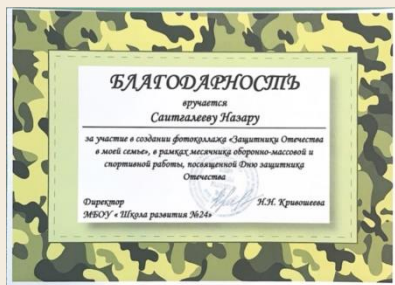 БЛАГОДАРНОСТЬ
вручается
Саитгалееву Назару
за участие в создании фотоколлажа «Защитники Отечества
в моей семье», в рамках месячника оборонно-массовой и
спортивной работы, посвященной Дню защитника
Отечества
Директор Н.Н. Кривошеева
МБОУ « Школа развития №24»